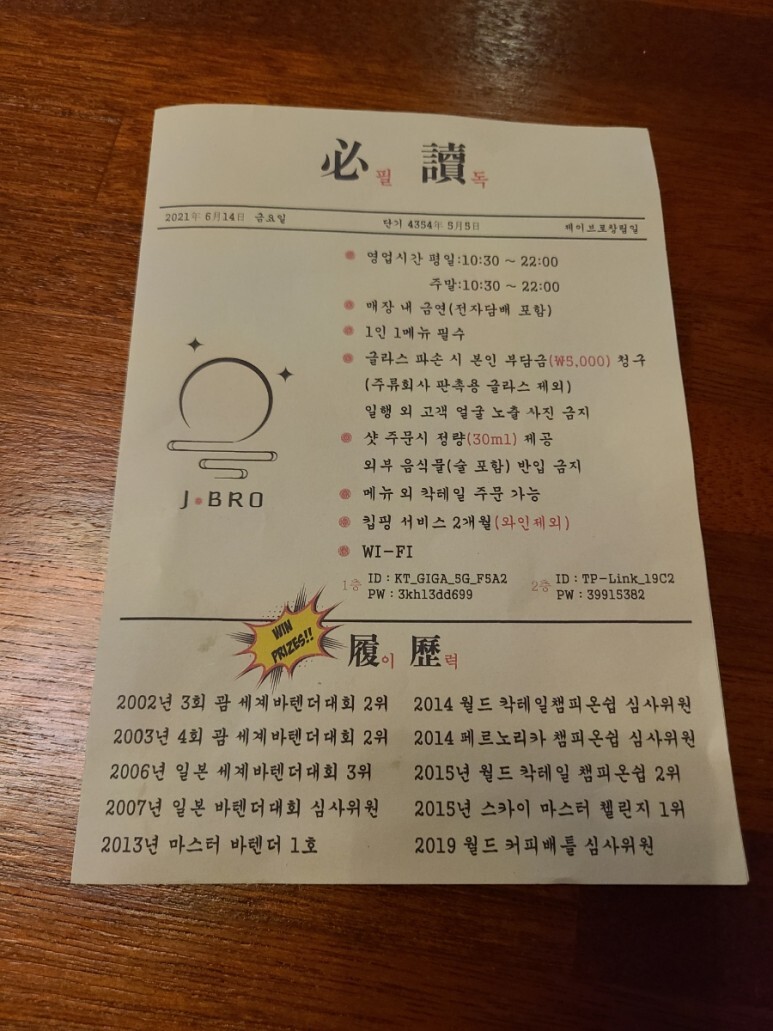 必필 讀독
2021年 6月14日 금요일 단기 4354年 5月5日 제이브로창립일
영업시간 평일:10:30 ~ 22:00
주말:10:30 ~ 22:00
매장 내 금연(전자담배 포함)
1인 1메뉴 필수
글라스 파손 시 본인 부담금(₩5,000) 청구
(주류회사 판촉용 글라스 제외)
일행 외 고객 얼굴 노출 사진 금지
샷 주문시 정량(30ml) 제공
외부 음식물(술 포함) 반입 금지
메뉴 외 칵테일 주문 가능
킵핑 서비스 2개월(와인제외)
WI-FI
1층 ID : KT_GIGA_5G_F5A2
PW : 3kh13dd699
2층 ID : TP-Link_19C2
PW : 39915382
J BRO
WIN
PRIZES!!
履이 歷력
2002년 3회 괌 세계바텐더대회 2위
2003년 4회 괌 세계바텐더대회 2위
2006년 일본 세계바텐더대회 3위
2007년 일본 바텐더대회 심사위원
2013년 마스터 바텐더 1호
2014 월드 칵테일챔피온쉽 심사위원
2014 페르노리카 챔피온쉽 심사위원
2015년 월드 칵테일 챔피온쉽 2위
2015년 스카이 마스터 첼린지 1위
2019 월드 커피배틀 심사위원